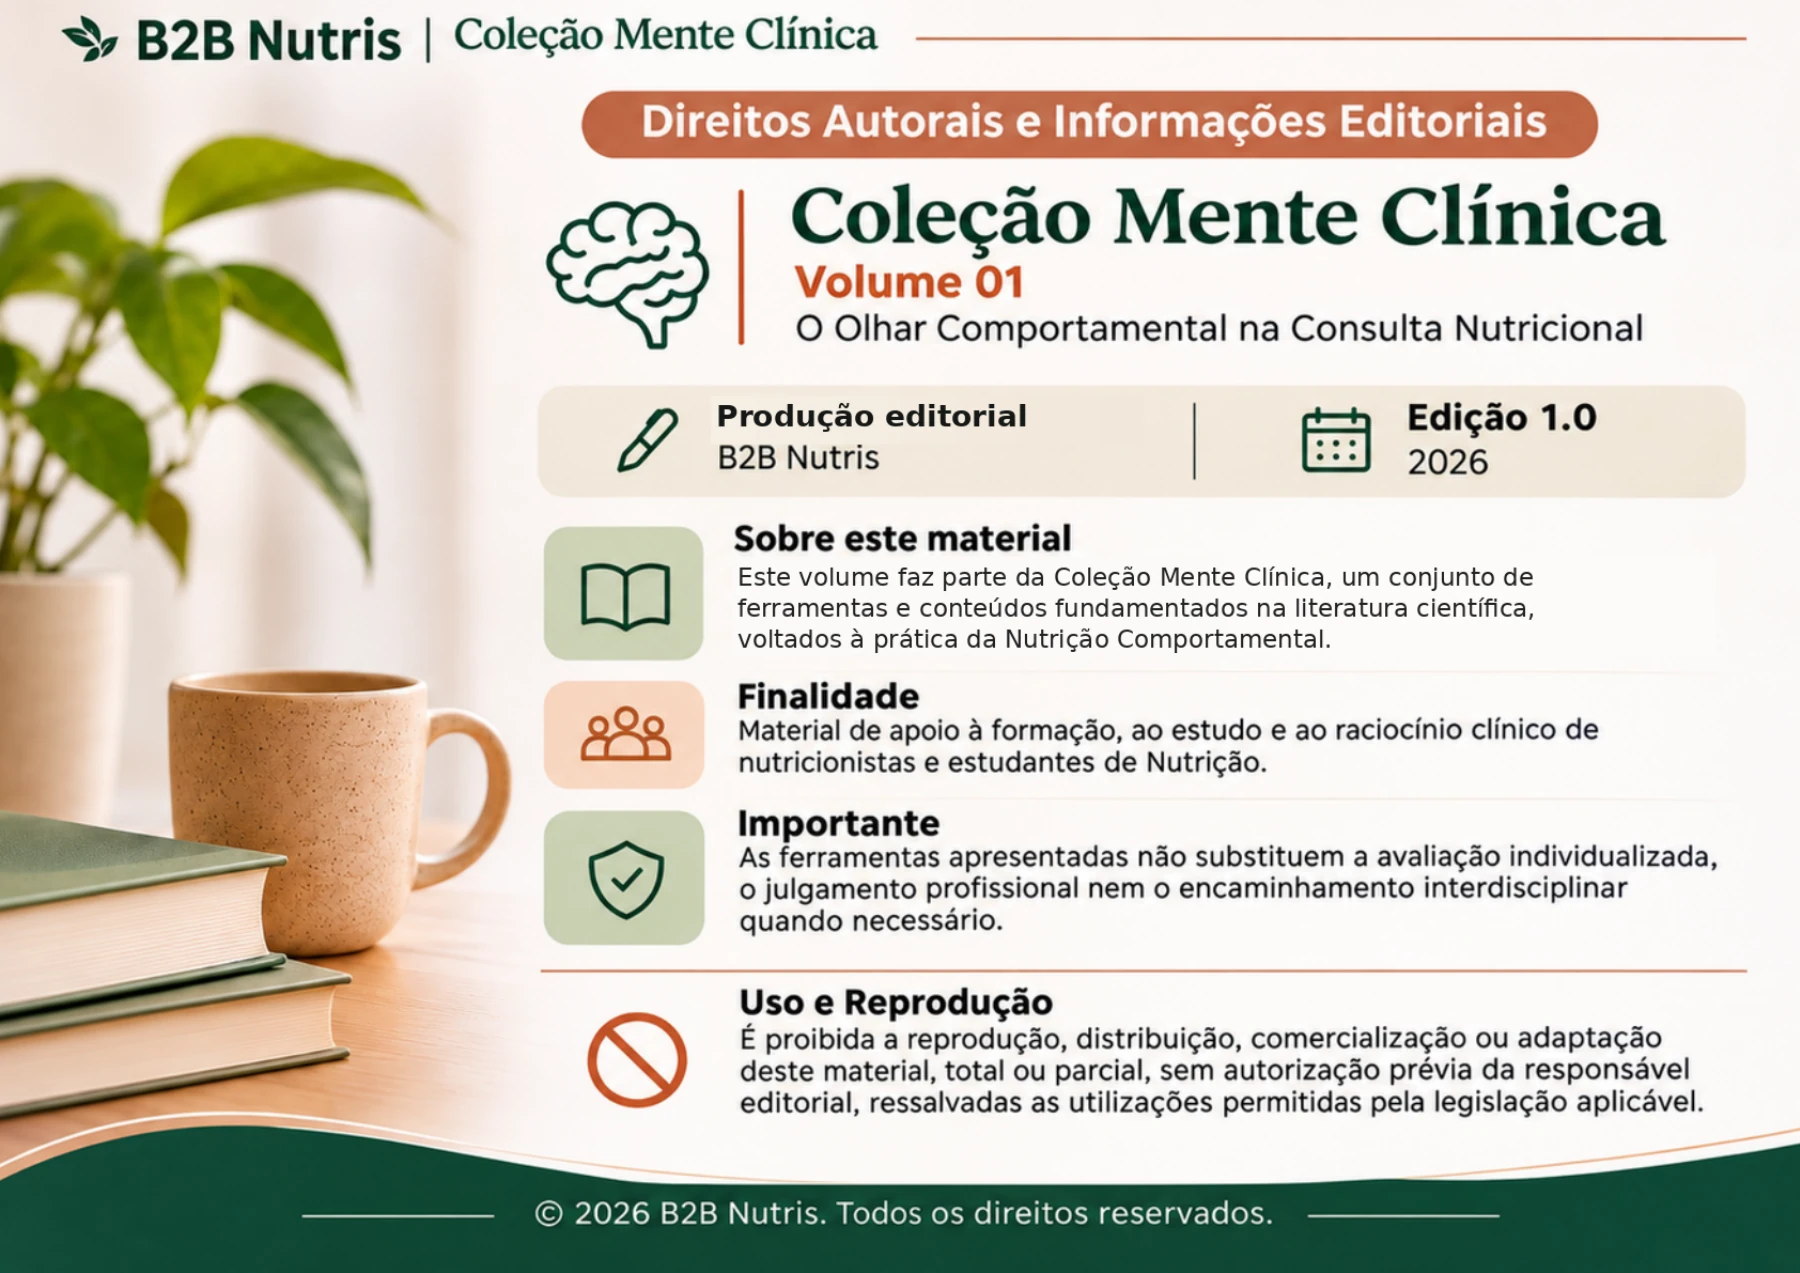 B2B Nutris | Coleção Mente Clínica
Direitos Autorais e Informações Editoriais
Coleção Mente Clínica
Volume 01
O Olhar Comportamental na Consulta Nutricional
Produção editorial
B2B Nutris
Edição 1.0
2026
Sobre este material
Este volume faz parte da Coleção Mente Clínica, um conjunto de
ferramentas e conteúdos fundamentados na literatura científica,
voltados à prática da Nutrição Comportamental.
Finalidade
Material de apoio à formação, ao estudo e ao raciocínio clínico de
nutricionistas e estudantes de Nutrição.
Importante
As ferramentas apresentadas não substituem a avaliação individualizada,
o julgamento profissional nem o encaminhamento interdisciplinar
quando necessário.
Uso e Reprodução
É proibida a reprodução, distribuição, comercialização ou adaptação
deste material, total ou parcial, sem autorização prévia da responsável
editorial, ressalvadas as utilizações permitidas pela legislação aplicável.
© 2026 B2B Nutris. Todos os direitos reservados.